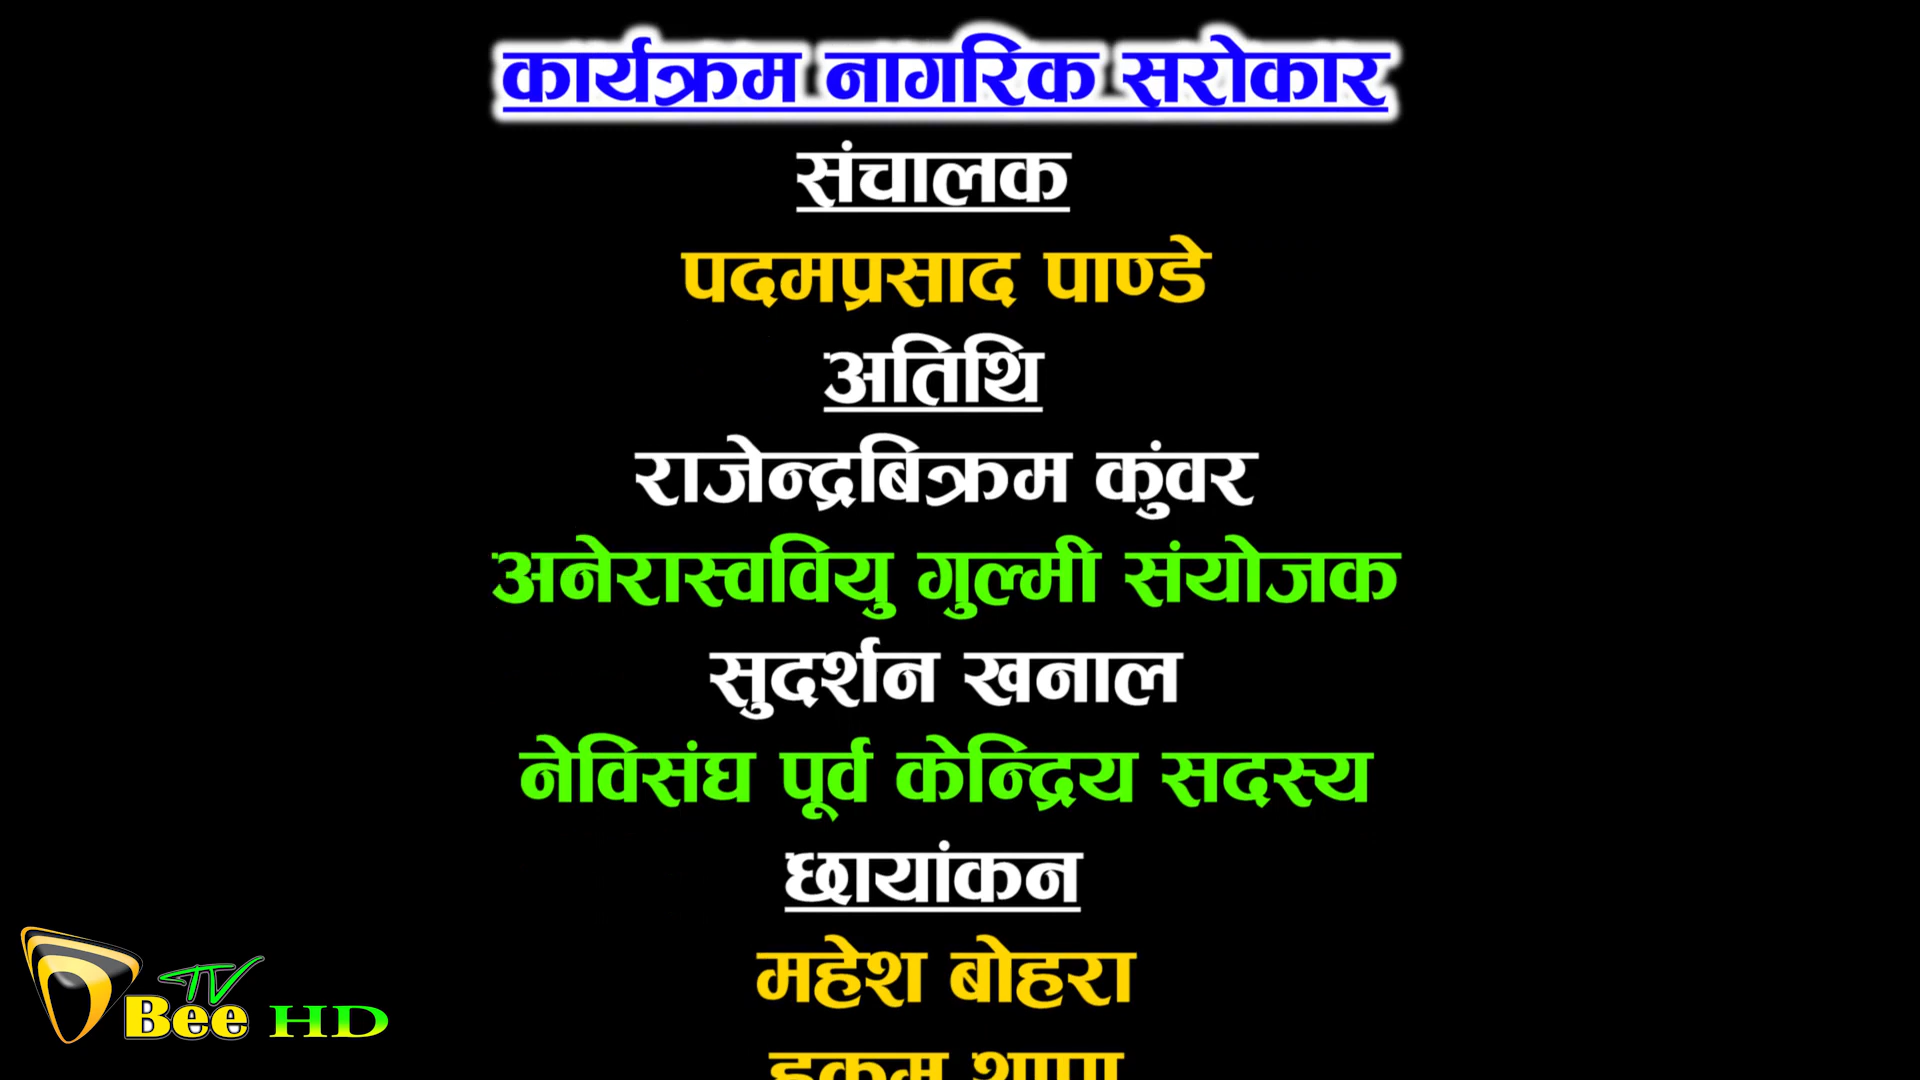 कार्यक्रम नागरिक सरोकार
संचालक
पदमप्रसाद पाण्डे
अतिथि
राजेन्द्रबिक्रम कुंवर
अनेरास्ववियु गुल्मी संयोजक
सुदर्शन खनाल
नेविसंघ पूर्व केन्द्रिय सदस्य
छायांकन
महेश बोहरा
TV
Bee HD